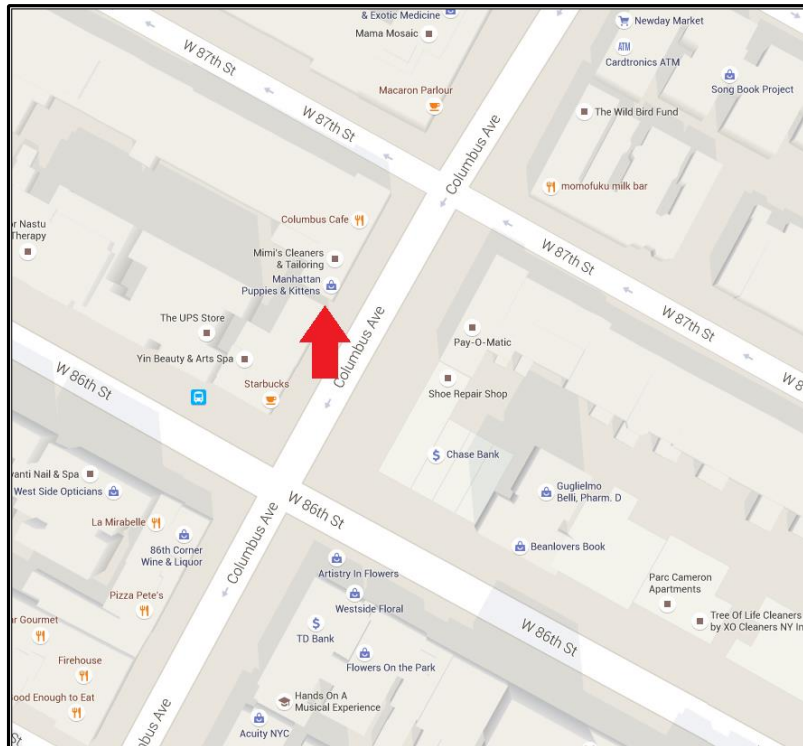 & Exotic Medicine
Mama Mosaic
Newday Market
ATM
Cardtronics ATM
Song Book Project
W 87th St
Macaron Parlour
W 87th St
The Wild Bird Fund
Columbus Ave
momofuku milk bar
Columbus Cafe
or Nastu
Therapy
Mimi's Cleaners
& Tailoring
W 87th St
Manhattan
Puppies & Kittens
The UPS Store
W 87th St
Pay-O-Matic
Columbus Ave
Yin Beauty & Arts Spa
W 86th St
W 8
Starbucks
Shoe Repair Shop
$ Chase Bank
vanti Nail & Spa
West Side Opticians
Guglielmo
Belli, Pharm. D
La Mirabelle
W 86th St
86th Corner
Wine & Liquor
Columbus Ave
Beanlovers Book
Artistry In Flowers
Parc Cameron
Apartments
Pizza Pete's
Westside Floral
Tree Of Life Cleaners
by XO Cleaners NY In
ar Gourmet
$
TD Bank
W 86th St
Firehouse
Flowers On the Park
ood Enough to Eat
Hands On A
Musical Experience
Columbus Ave
Acuity NYC
St